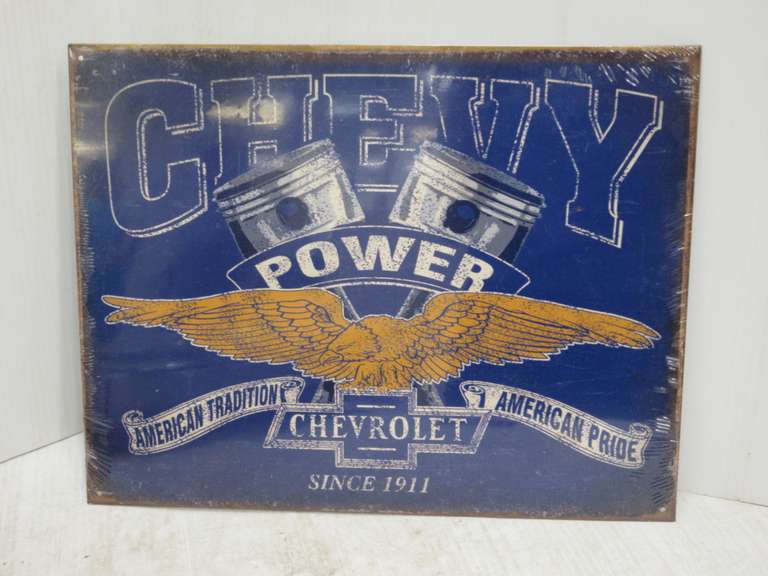 CHEVY
POWER
AMERICAN TRADITION
CHEVROLET
AMERICAN PRIDE
SINCE 1911